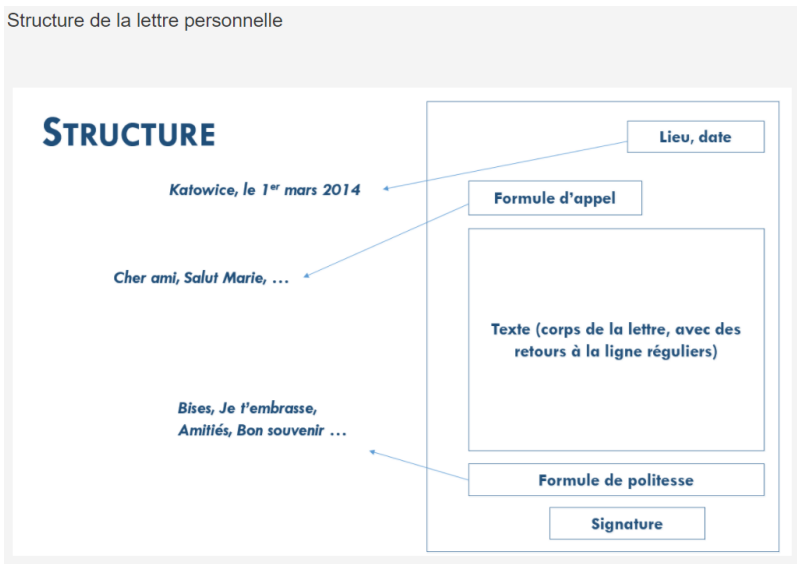 Structure de la lettre personnelle
STRUCTURE
Lieu, date
Katowice, le 1er mars 2014
Formule d'appel
Cher ami, Salut Marie, ...
Texte (corps de la lettre, avec des
retours à la ligne réguliers)
Bises, Je t'embrasse,
Amitiés, Bon souvenir ...
Formule de politesse
Signature